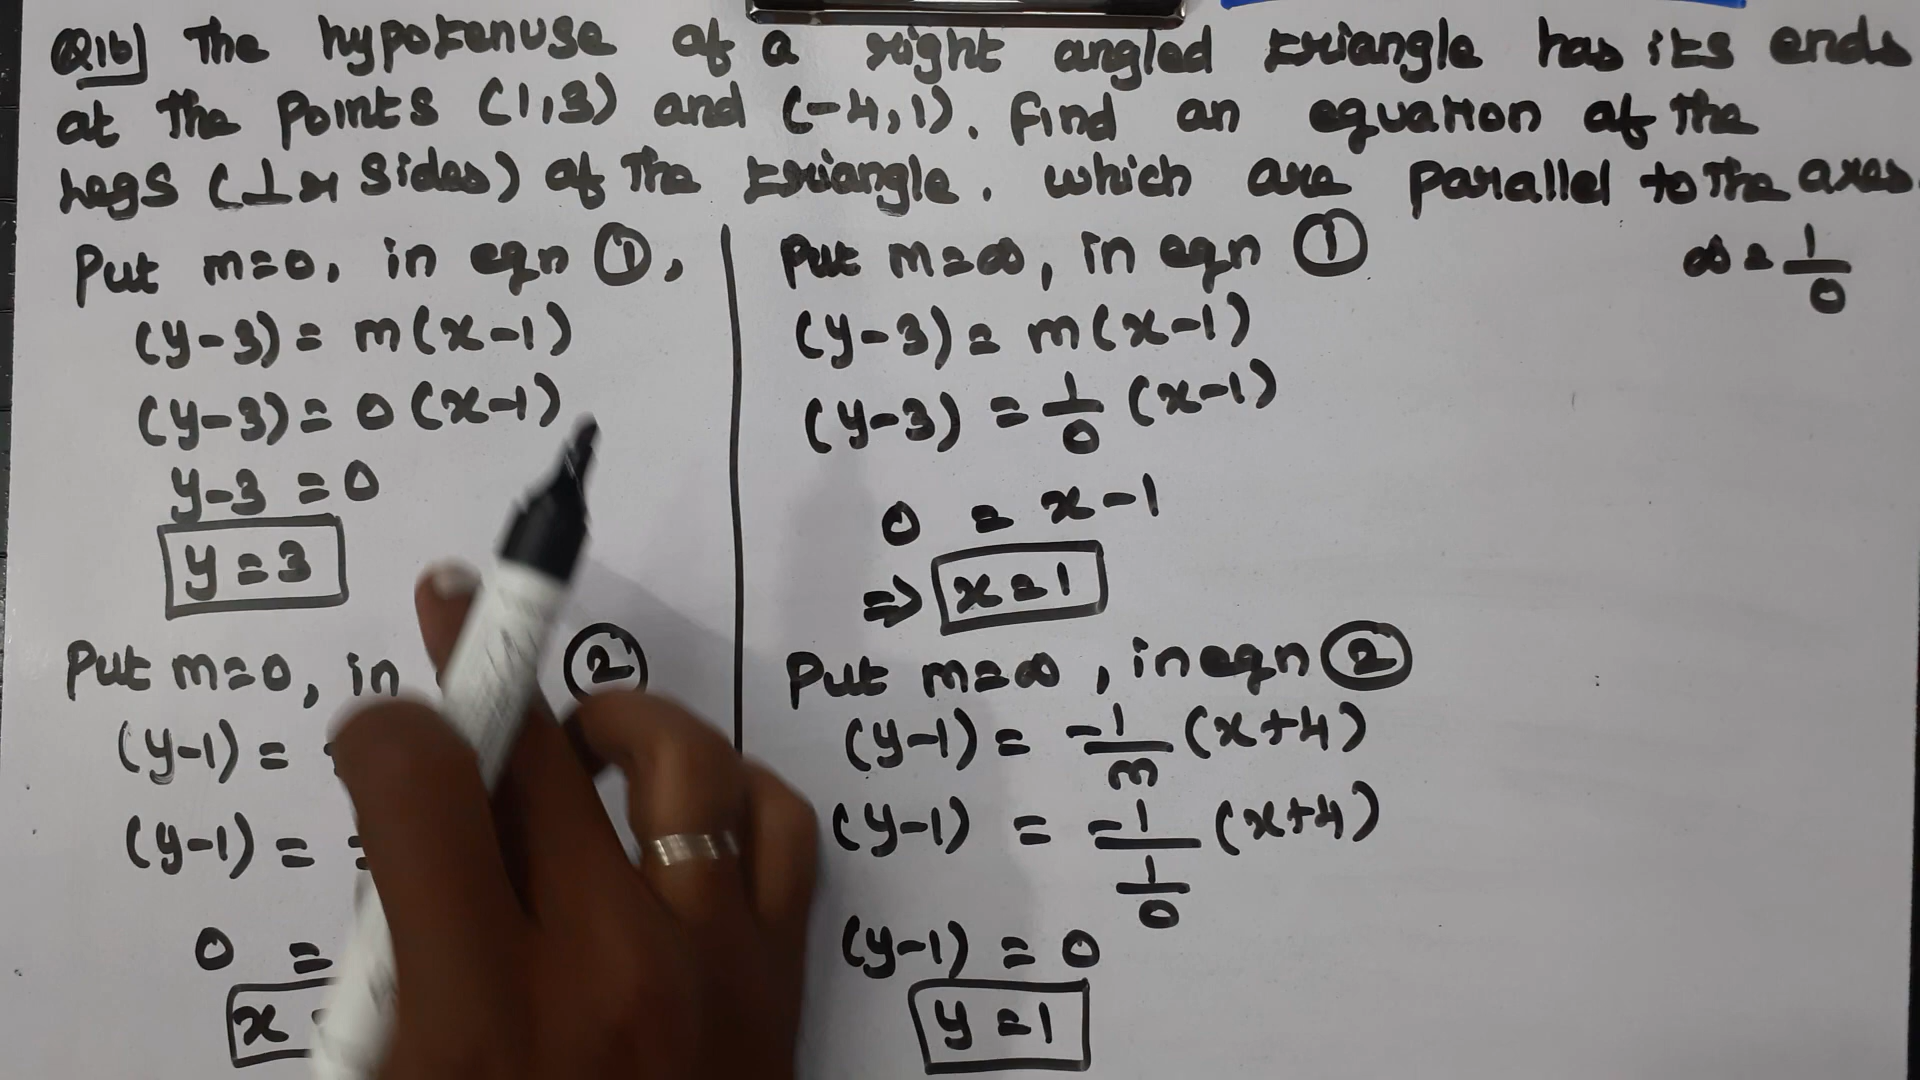 Q16] The hypotenuse of a right angled triangle has its ends
at the points (1,3) and (-4,1). Find an equation of the
Legs (⊥r sides) of the triangle. which are parallel to the axes.
Put m=0, in eqn ①,
(y-3) = m(x-1)
(y-3) = 0(x-1)
y-3 = 0
y = 3
Put m=0, in ②
(y-1) =
(y-1) =
0 =
x
Put m=∞, in eqn ①
∞ = 1/0
(y-3) = m(x-1)
(y-3) = 1/0 (x-1)
0 = x-1
⇒ x=1
Put m=∞, in eqn ②
(y-1) = -1/m (x+4)
(y-1) = -1/(1/0) (x+4)
(y-1) = 0
y=1